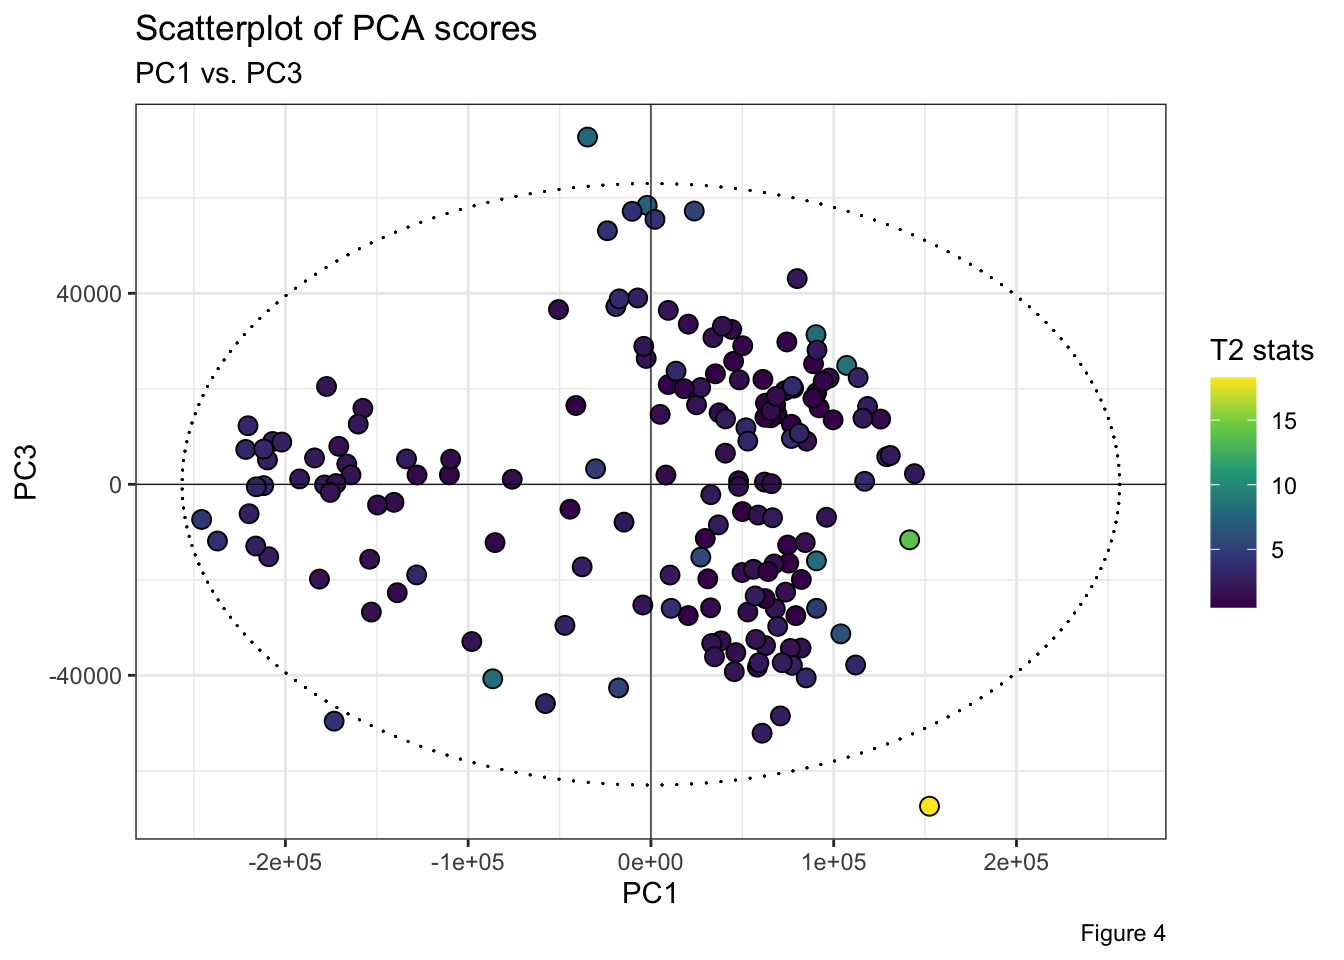 Scatterplot of PCA scores
PC1 vs. PC3
40000
0
-40000
PC3
-2e+05
-1e+05
0e+00
1e+05
2e+05
PC1
T2 stats
15
10
5
Figure 4